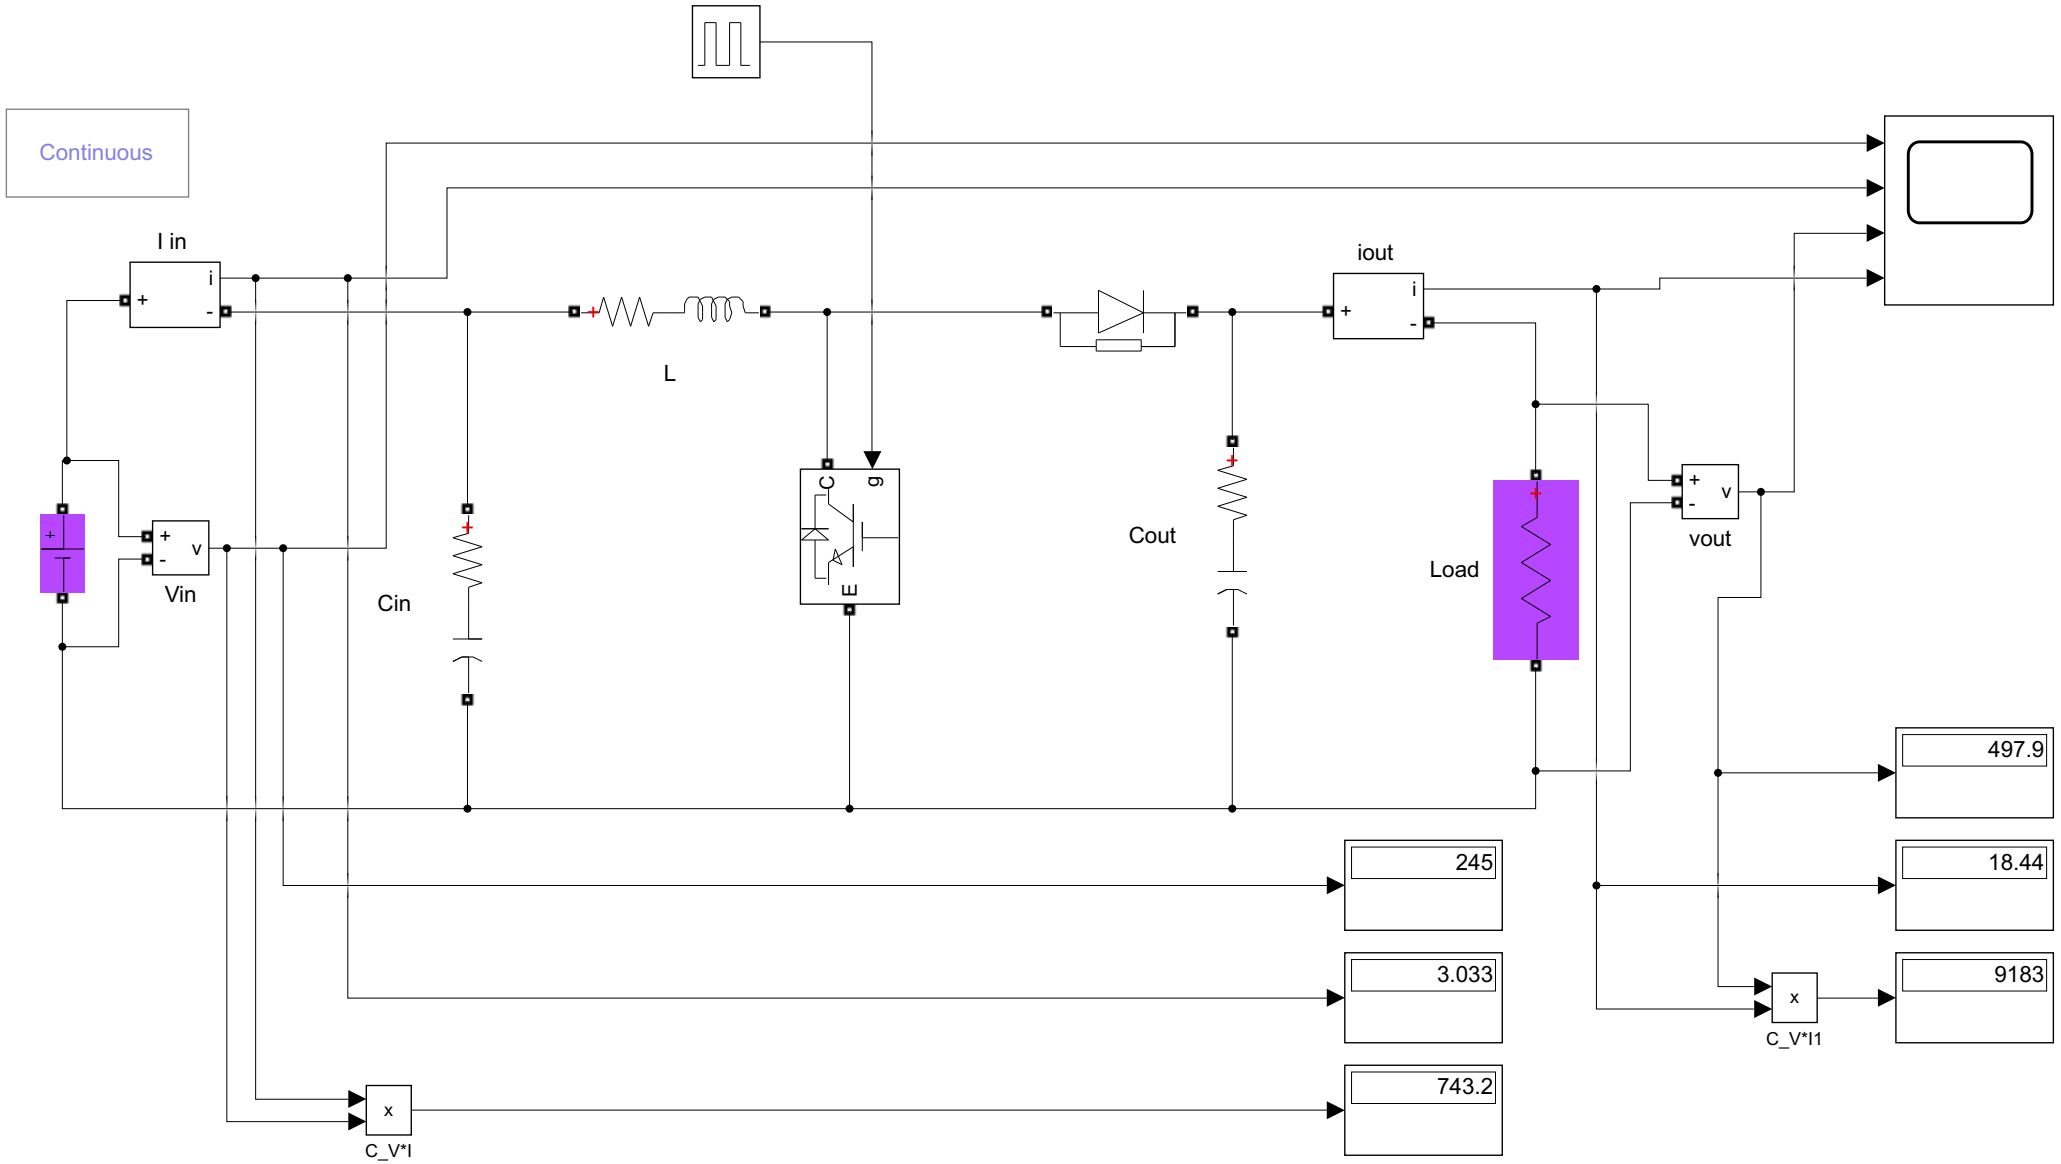 Continuous
I in
i
+
-
L
iout
i
+
-
C
g
E
+
Vin
+
-
v
Cin
Cout
Load
+
-
v
vout
497.9
245
18.44
3.033
9183
x
C_V*I1
743.2
x
C_V*I